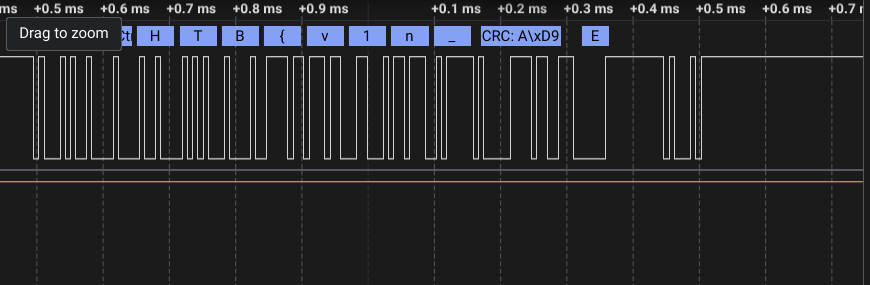 ms +0.5 ms +0.6 ms +0.7 ms +0.8 ms +0.9 ms +0.1 ms +0.2 ms +0.3 ms +0.4 ms +0.5 ms +0.6 ms +0.7 r
Drag to zoom Ctrl H T B { v 1 n _ CRC: A\xD9 E